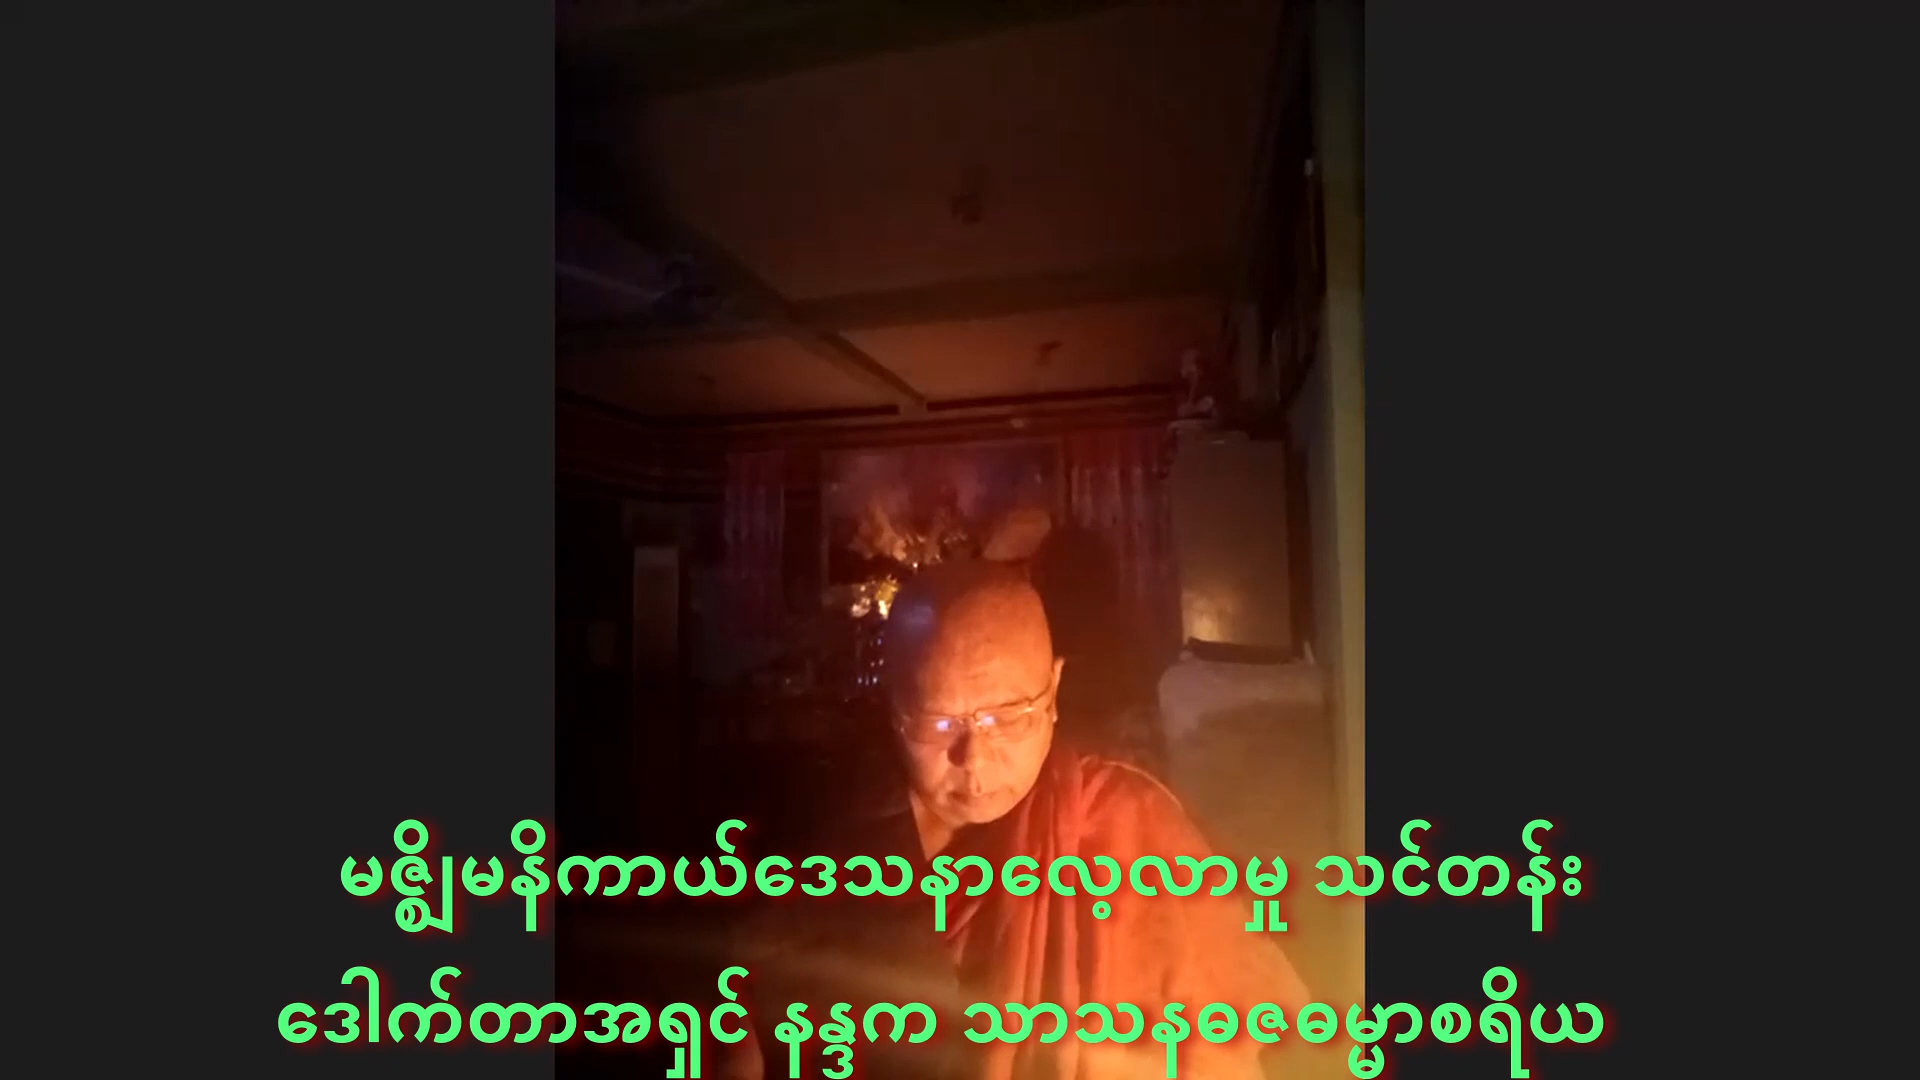 မဇ္ဈိမနိကာယ်ဒေသနာလေ့လာမှု သင်တန်း
ဒေါက်တာအရှင် နန္ဒက သာသနဓဇဓမ္မာစရိယ